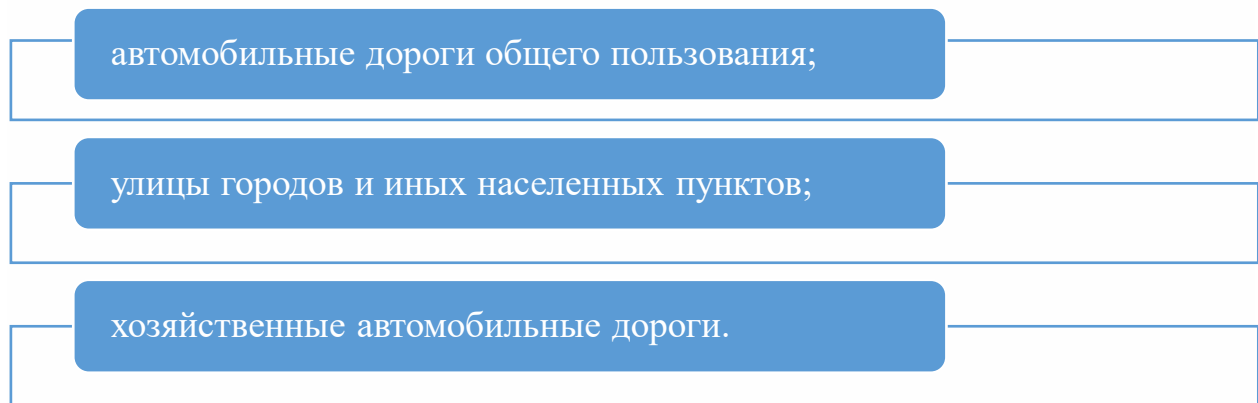 автомобильные дороги общего пользования;
улицы городов и иных населенных пунктов;
хозяйственные автомобильные дороги.